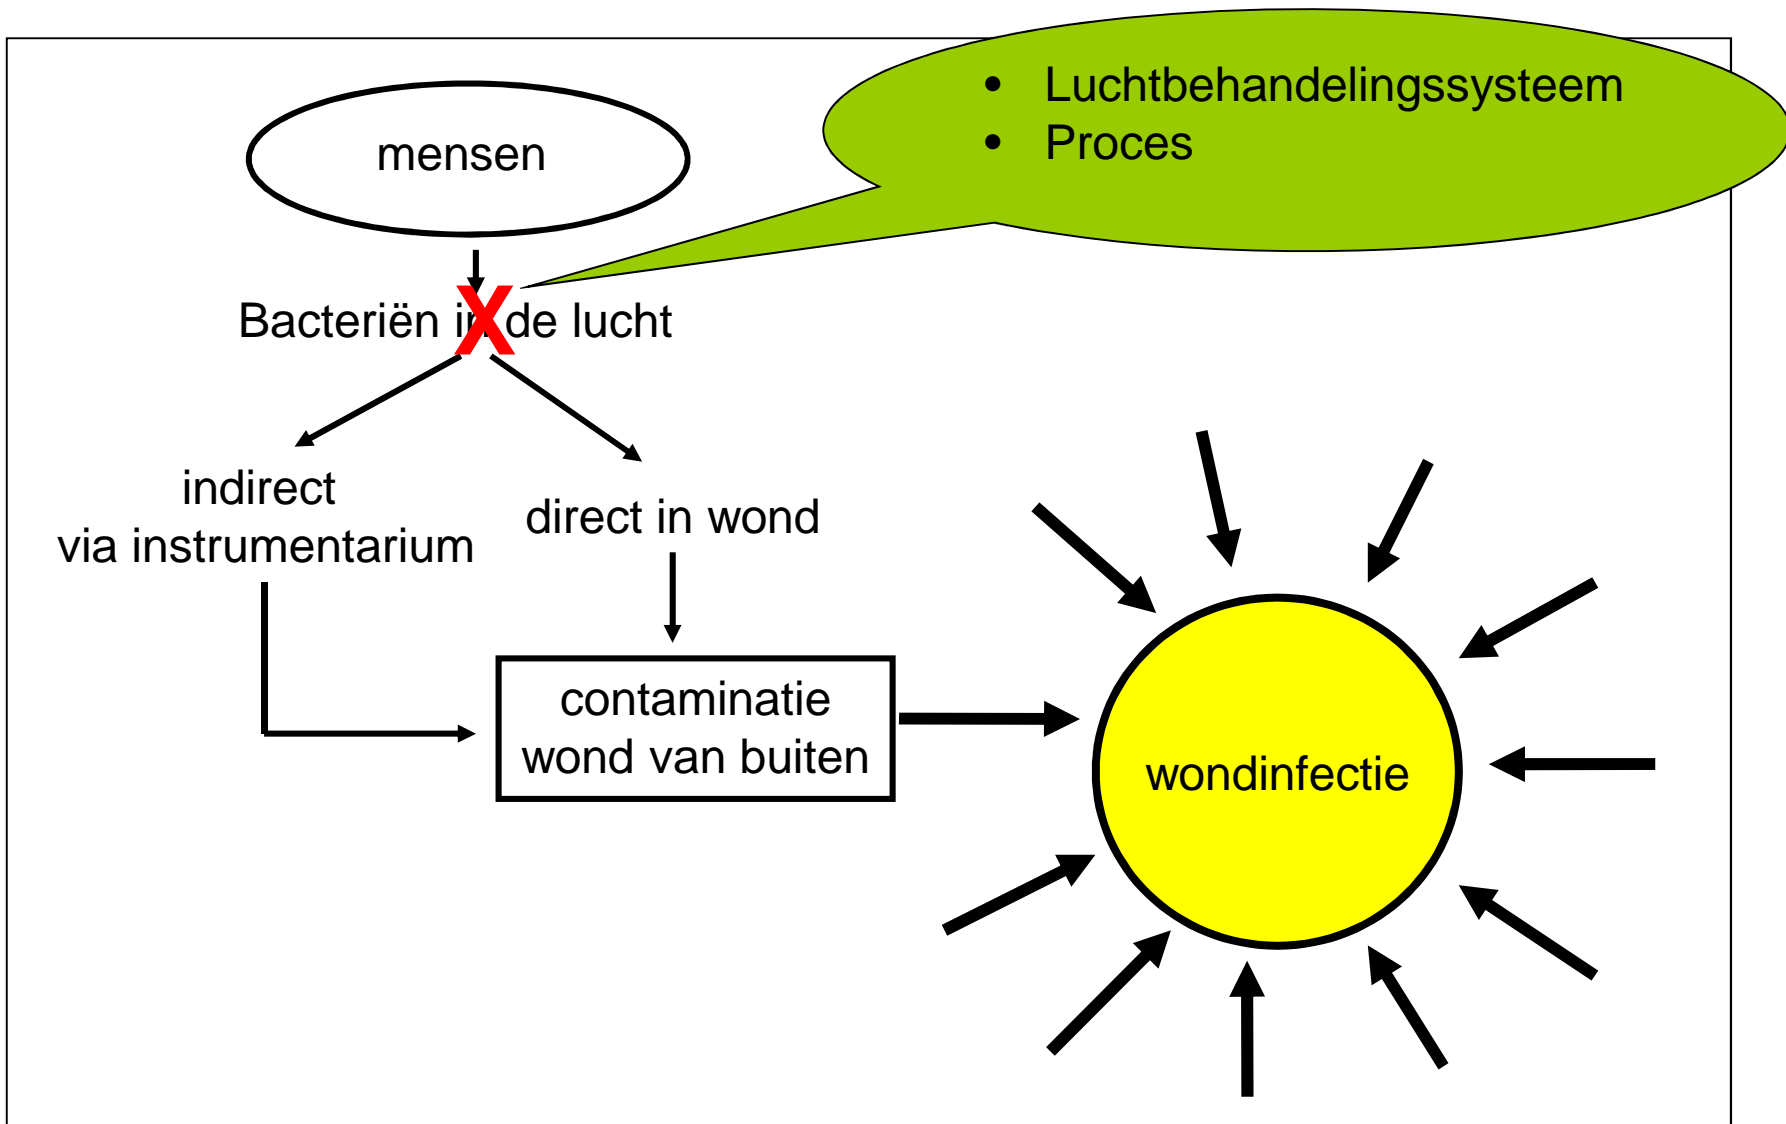 • Luchtbehandelingssysteem
• Proces
mensen
Bacteriën in de lucht
X
indirect
via instrumentarium
direct in wond
contaminatie
wond van buiten
wondinfectie